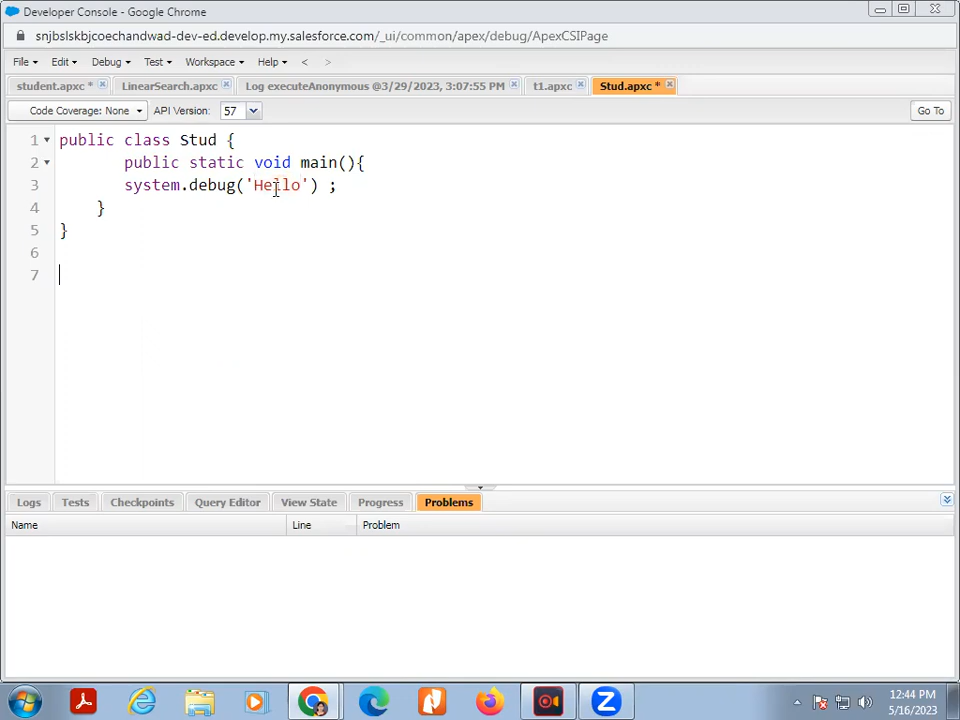 Developer Console - Google Chrome
snjbslskbjcoechandwad-dev-ed.develop.my.salesforce.com/_ui/common/apex/debug/ApexCSIPage
File Edit Debug Test Workspace Help < >
student.apxc * LinearSearch.apxc Log executeAnonymous @3/29/2023, 3:07:55 PM t1.apxc Stud.apxc *
Code Coverage: None API Version: 57 Go To
1 public class Stud {
2 public static void main(){
3 system.debug('Hello') ;
4 }
5 }
6
7
Logs Tests Checkpoints Query Editor View State Progress Problems
Name Line Problem
12:44 PM
5/16/2023